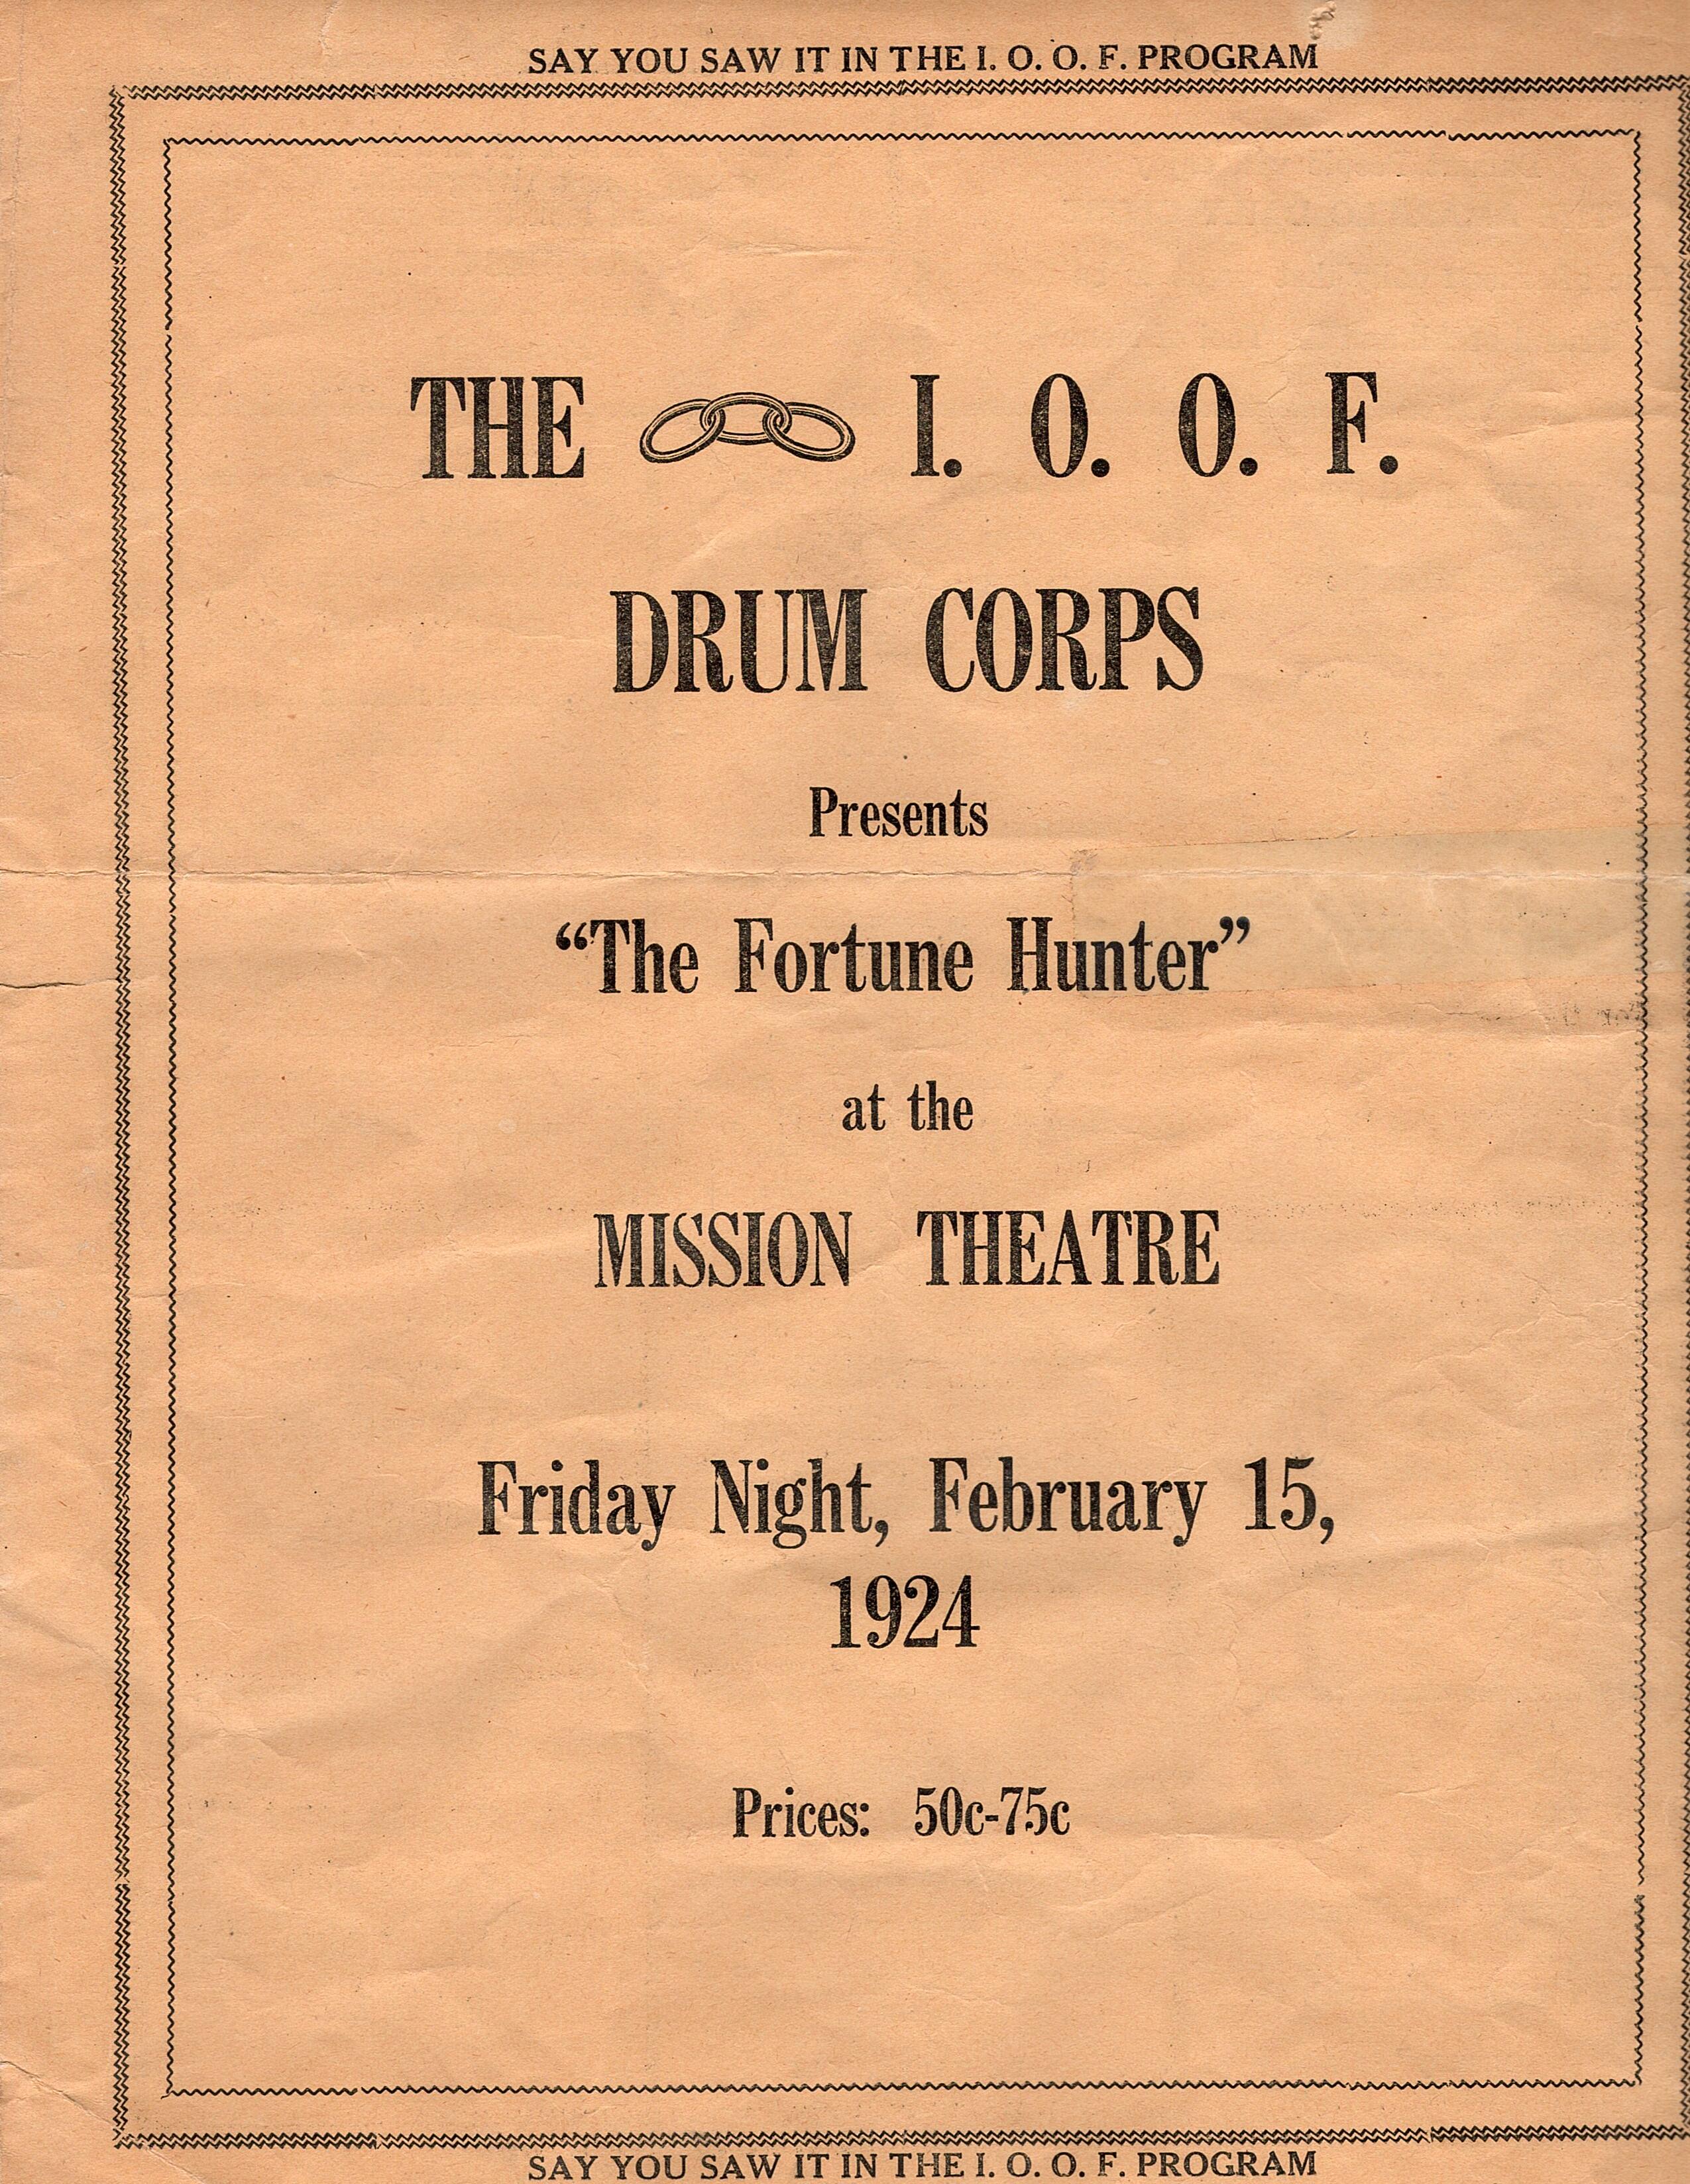 SAY YOU SAW IT IN THE I. O. O. F. PROGRAM
THE I. O. O. F.
DRUM CORPS
Presents
“The Fortune Hunter”
at the
MISSION THEATRE
Friday Night, February 15,
1924
Prices: 50c-75c
SAY YOU SAW IT IN THE I. O. O. F. PROGRAM